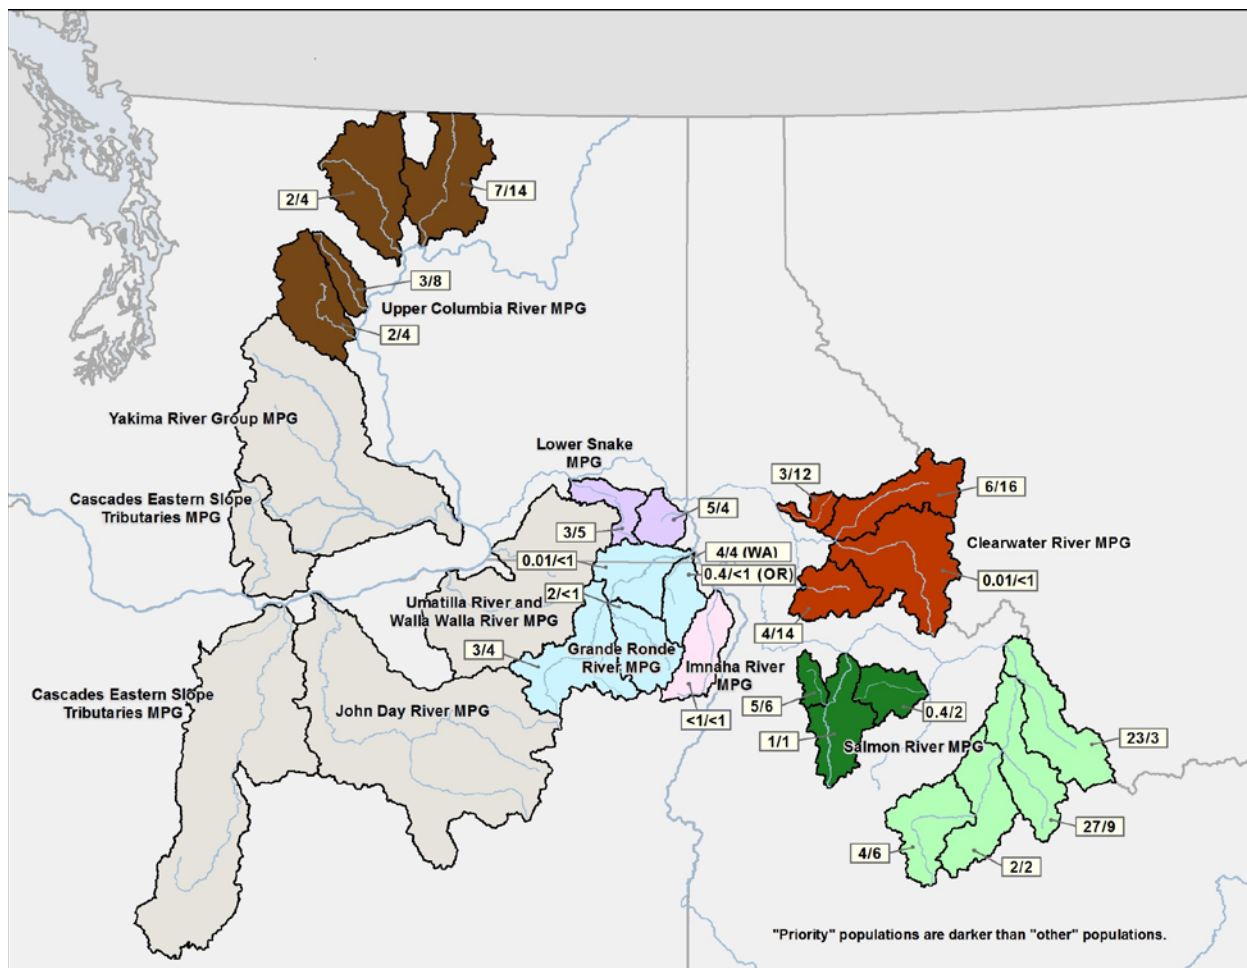 2/4
7/14
3/8
Upper Columbia River MPG
2/4
Yakima River Group MPG
Lower Snake
MPG
3/12
6/16
Cascades Eastern Slope
Tributaries MPG
5/4
3/5
Clearwater River MPG
4/4 (WA)
0.01/<1
0.4/<1 (OR)
0.01/<1
2/<1
Umatilla River and
Walla Walla River MPG
4/14
3/4
Grande Ronde
River MPG
Imnaha River
MPG
Cascades Eastern Slope
Tributaries MPG
John Day River MPG
5/6
0.4/2
<1/<1
1/1
Salmon River MPG
23/3
27/9
4/6
2/2
"Priority" populations are darker than "other" populations.